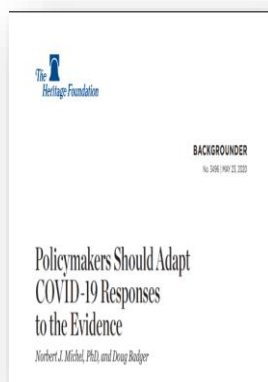 The
Heritage Foundation
BACKGROUNDER
No. 3496 | MAY 23, 2020
Policymakers Should Adapt
COVID-19 Responses
to the Evidence
Norbert J. Michel, PhD, and Doug Badger